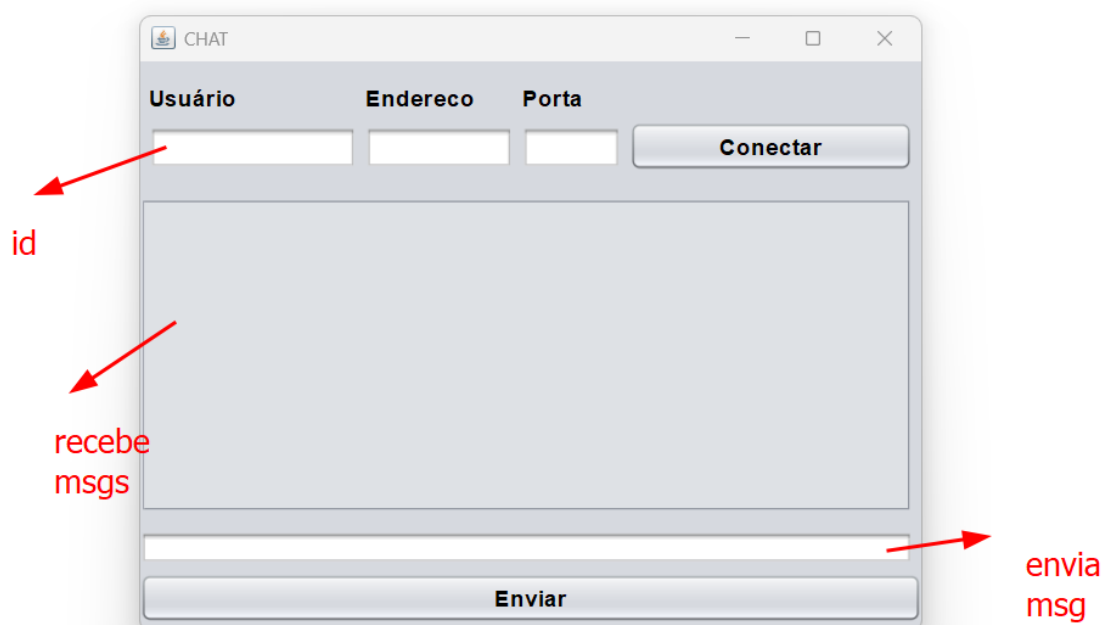 CHAT
Usuário Endereco Porta
Conectar
id
recebe
msgs
envia
msg
Enviar